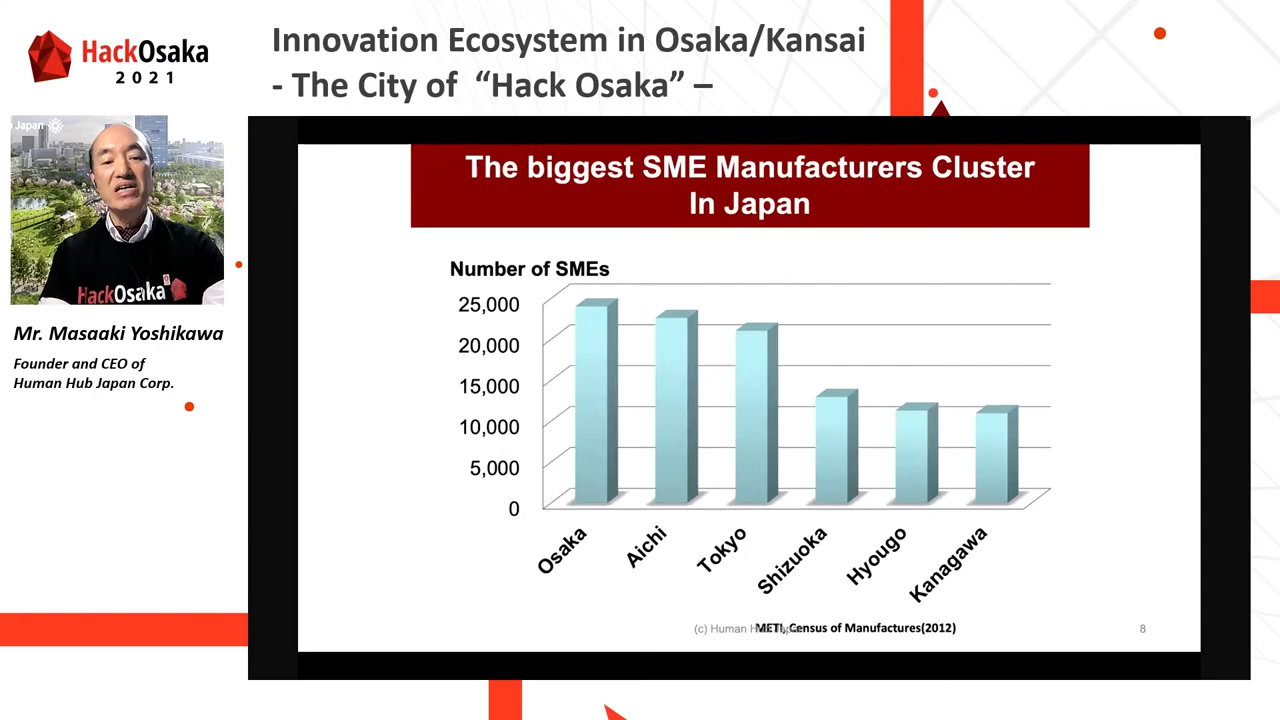 HackOsaka
2021
Innovation Ecosystem in Osaka/Kansai
- The City of “Hack Osaka” –
Japan
HackOsaka
Mr. Masaaki Yoshikawa
Founder and CEO of
Human Hub Japan Corp.
The biggest SME Manufacturers Cluster
In Japan
Number of SMEs
25,000
20,000
15,000
10,000
5,000
0
Osaka
Aichi
Tokyo
Shizuoka
Hyougo
Kanagawa
(c) Human
METI, Census of Manufactures(2012)
8